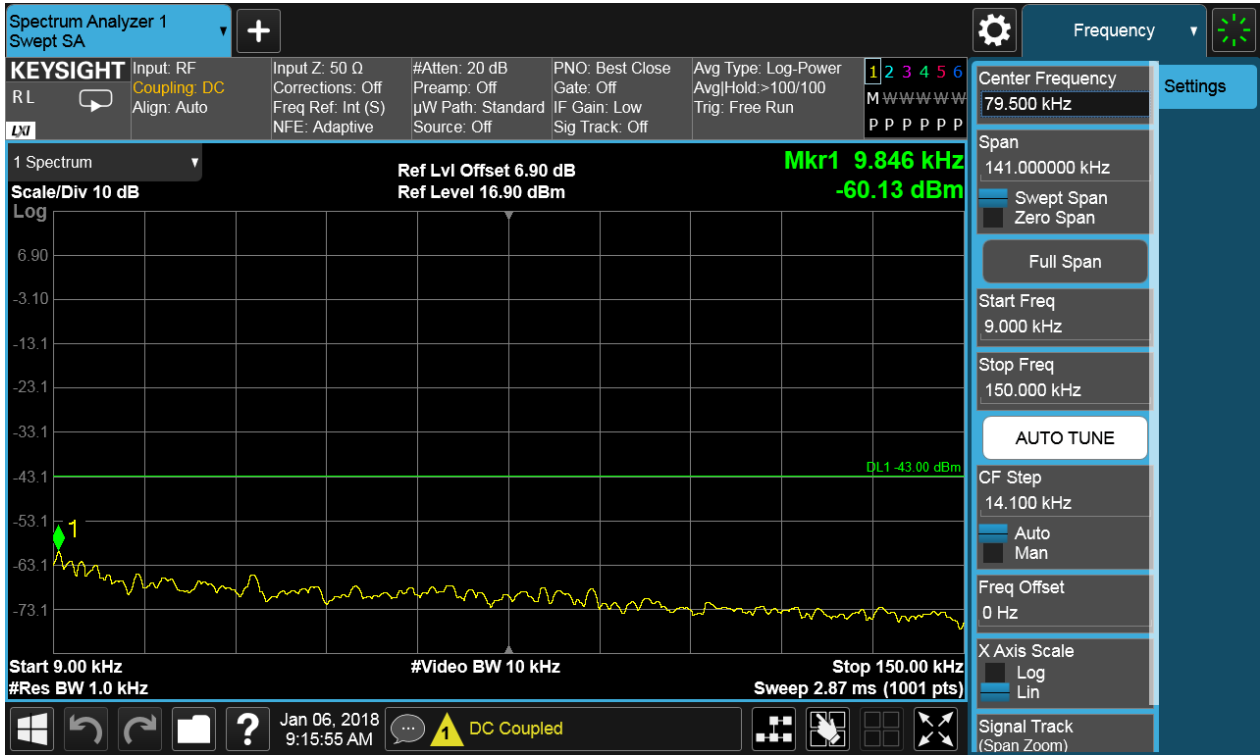 Spectrum Analyzer 1
Swept SA
Frequency
KEYSIGHT
RL
LXI
Input: RF
Coupling: DC
Align: Auto
Input Z: 50 Ω
Corrections: Off
Freq Ref: Int (S)
NFE: Adaptive
#Atten: 20 dB
Preamp: Off
µW Path: Standard
Source: Off
PNO: Best Close
Gate: Off
IF Gain: Low
Sig Track: Off
Avg Type: Log-Power
Avg|Hold:>100/100
Trig: Free Run
1 2 3 4 5 6
M W W W W W
P P P P P P
1 Spectrum
Scale/Div 10 dB
Log
Ref Lvl Offset 6.90 dB
Ref Level 16.90 dBm
Mkr1 9.846 kHz
-60.13 dBm
6.90
-3.10
-13.1
-23.1
-33.1
-43.1
-53.1
-63.1
-73.1
DL1 -43.00 dBm
1
Start 9.00 kHz
#Res BW 1.0 kHz
#Video BW 10 kHz
Stop 150.00 kHz
Sweep 2.87 ms (1001 pts)
Center Frequency
79.500 kHz
Span
141.000000 kHz
Swept Span
Zero Span
Full Span
Start Freq
9.000 kHz
Stop Freq
150.000 kHz
AUTO TUNE
CF Step
14.100 kHz
Auto
Man
Freq Offset
0 Hz
X Axis Scale
Log
Lin
Signal Track
(Span Zoom)
Settings
?
Jan 06, 2018
9:15:55 AM
1
DC Coupled